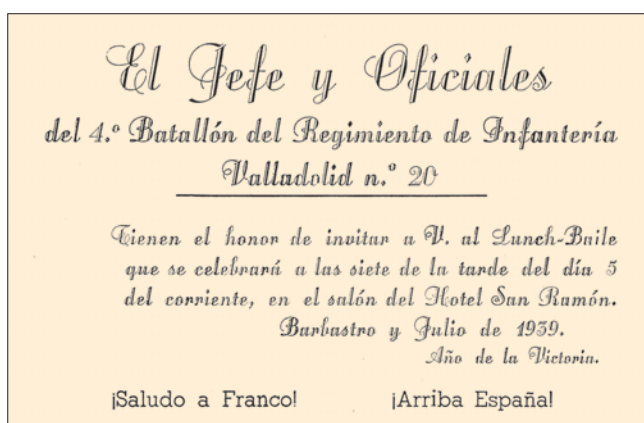 El Jefe y Oficiales
del 4.º Batallón del Regimiento de Infantería
Valladolid n.º 20
Tienen el honor de invitar a V. al Lunch-Baile
que se celebrará a las siete de la tarde del día 5
del corriente, en el salón del Hotel San Ramón.
Barbastro y Julio de 1939.
Año de la Victoria.
¡Saludo a Franco! ¡Arriba España!